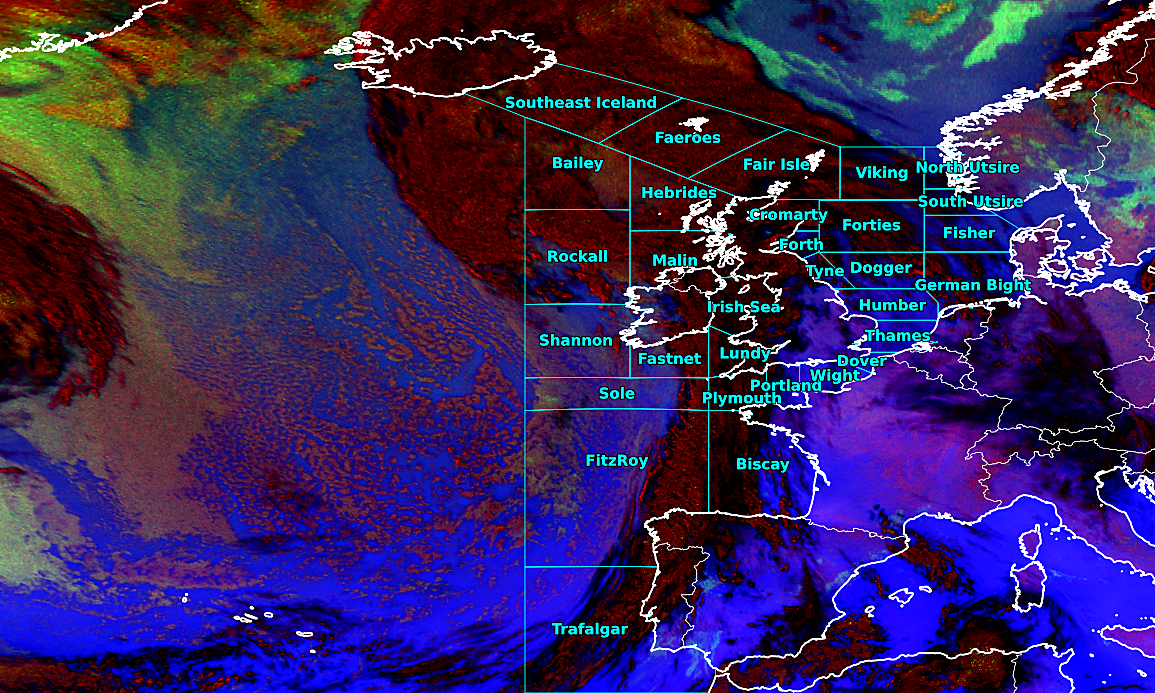 Southeast Iceland
Faeroes
Bailey
Fair Isle
North Utsire
Viking
Hebrides
South Utsire
Cromarty
Forties
Fisher
Forth
Rockall
Malin
Tyne
Dogger
German Bight
Irish Sea
Humber
Shannon
Thames
Fastnet
Lundy
Dover
Wight
Portland
Sole
Plymouth
FitzRoy
Biscay
Trafalgar